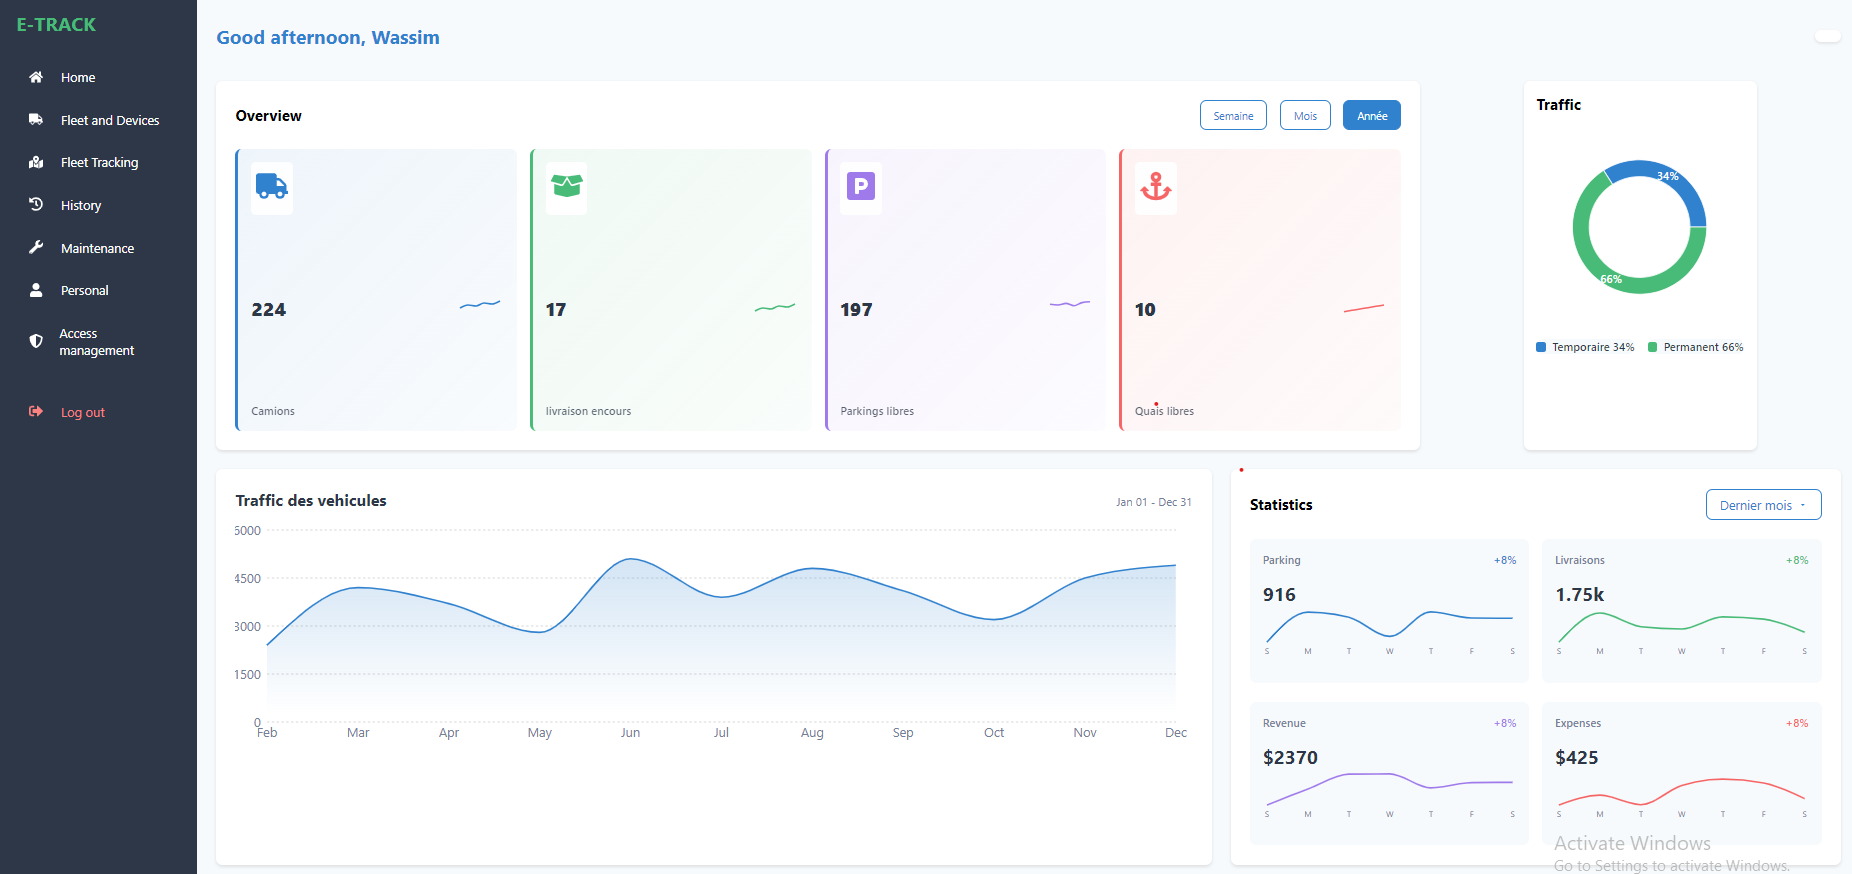 E-TRACK
Home
Fleet and Devices
Fleet Tracking
History
Maintenance
Personal
Access
management
Log out
Good afternoon, Wassim
Overview
Semaine
Mois
Année
P
224
Camions
17
livraison encours
197
Parkings libres
10
Quais libres
Traffic
34%
66%
Temporaire 34%
Permanent 66%
Traffic des vehicules
Jan 01 - Dec 31
6000
4500
3000
1500
0
Feb Mar Apr May Jun Jul Aug Sep Oct Nov Dec
Statistics
Dernier mois
Parking +8%
916
S M T W T F S
Livraisons +8%
1.75k
S M T W T F S
Revenue +8%
$2370
S M T W T F S
Expenses +8%
$425
S M T W T F S
Activate Windows
Go to Settings to activate Windows.